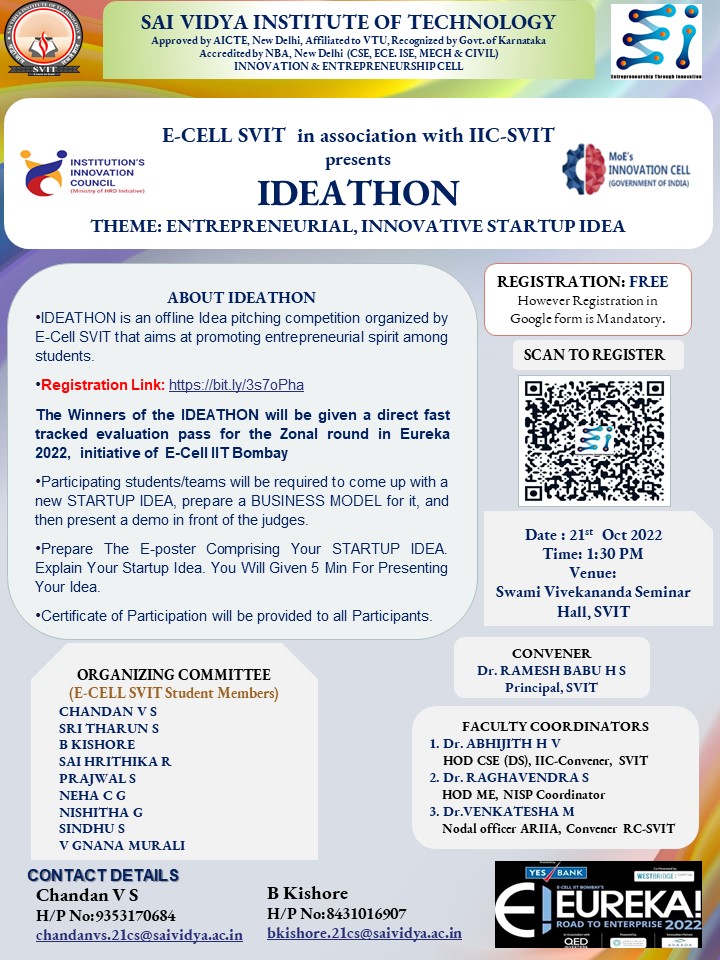 SAI VIDYA INSTITUTE OF TECHNOLOGY
Approved by AICTE, New Delhi, Affiliated to VTU, Recognized by Govt. of Karnataka
Accredited by NBA, New Delhi (CSE, ECE. ISE, MECH & CIVIL)
INNOVATION & ENTREPRENEURSHIP CELL
SVIT
Entrepreneurship Through Innovation
E-CELL SVIT in association with IIC-SVIT
presents
IDEATHON
THEME: ENTREPRENEURIAL, INNOVATIVE STARTUP IDEA
INSTITUTION'S
INNOVATION
COUNCIL
(Ministry of HRD Initiative)
MoE's
INNOVATION CELL
(GOVERNMENT OF INDIA)
ABOUT IDEATHON
•IDEATHON is an offline Idea pitching competition organized by
E-Cell SVIT that aims at promoting entrepreneurial spirit among
students.
•Registration Link: https://bit.ly/3s7oPha
The Winners of the IDEATHON will be given a direct fast
tracked evaluation pass for the Zonal round in Eureka
2022, initiative of E-Cell IIT Bombay
•Participating students/teams will be required to come up with a
new STARTUP IDEA, prepare a BUSINESS MODEL for it, and
then present a demo in front of the judges.
•Prepare The E-poster Comprising Your STARTUP IDEA.
Explain Your Startup Idea. You Will Given 5 Min For Presenting
Your Idea.
•Certificate of Participation will be provided to all Participants.
REGISTRATION: FREE
However Registration in
Google form is Mandatory.
SCAN TO REGISTER
Date : 21st Oct 2022
Time: 1:30 PM
Venue:
Swami Vivekananda Seminar
Hall, SVIT
CONVENER
Dr. RAMESH BABU H S
Principal, SVIT
ORGANIZING COMMITTEE
(E-CELL SVIT Student Members)
CHANDAN V S
SRI THARUN S
B KISHORE
SAI HRITHIKA R
PRAJWAL S
NEHA C G
NISHITHA G
SINDHU S
V GNANA MURALI
FACULTY COORDINATORS
1. Dr. ABHIJITH H V
HOD CSE (DS), IIC-Convener, SVIT
2. Dr. RAGHAVENDRA S
HOD ME, NISP Coordinator
3. Dr.VENKATESHA M
Nodal officer ARIIA, Convener RC-SVIT
CONTACT DETAILS
Chandan V S
H/P No:9353170684
chandanvs.21cs@saividya.ac.in
B Kishore
H/P No:8431016907
bkishore.21cs@saividya.ac.in
YES BANK
WESTBRIDGE CAPITAL
E-CELL IIT BOMBAY'S
EUREKA!
ROAD TO ENTERPRISE 2022
QED